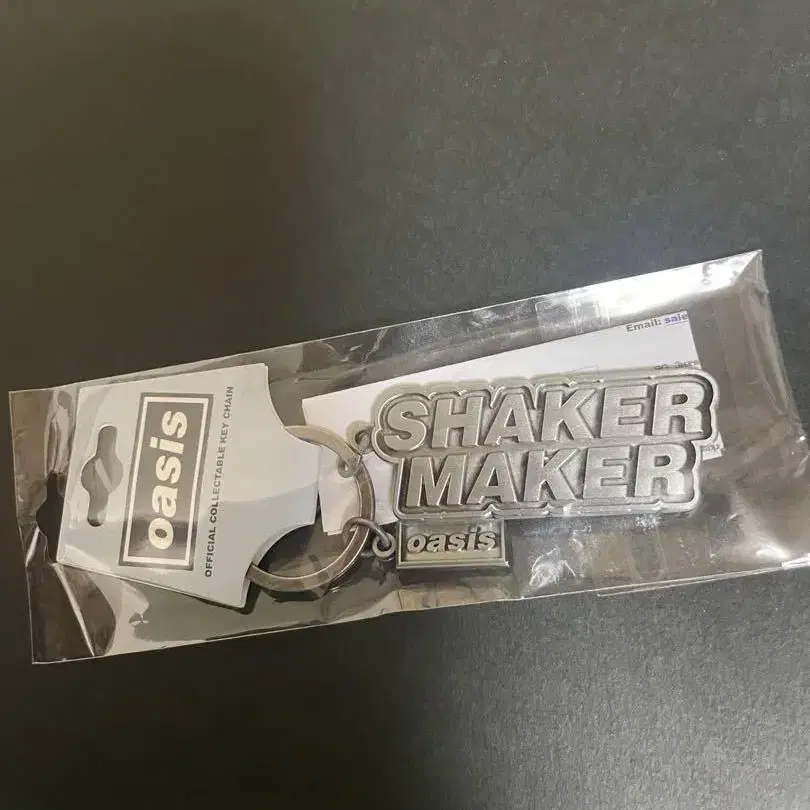 oasis
OFFICIAL COLLECTABLE KEY CHAIN
Email: sale
SHAKER
MAKER
oasis